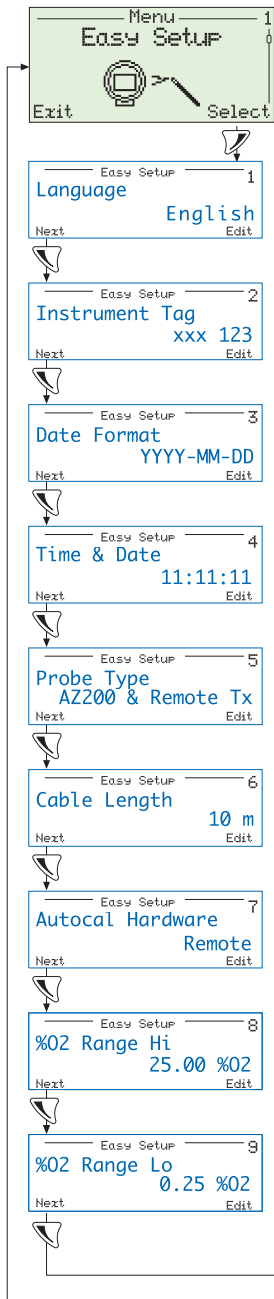 Menu 1
Easy Setup
Exit Select
Easy Setup 1
Language
English
Next Edit
Easy Setup 2
Instrument Tag
xxx 123
Next Edit
Easy Setup 3
Date Format
YYYY-MM-DD
Next Edit
Easy Setup 4
Time & Date
11:11:11
Next Edit
Easy Setup 5
Probe Type
AZ200 & Remote Tx
Next Edit
Easy Setup 6
Cable Length
10 m
Next Edit
Easy Setup 7
Autocal Hardware
Remote
Next Edit
Easy Setup 8
%O2 Range Hi
25.00 %O2
Next Edit
Easy Setup 9
%O2 Range Lo
0.25 %O2
Next Edit